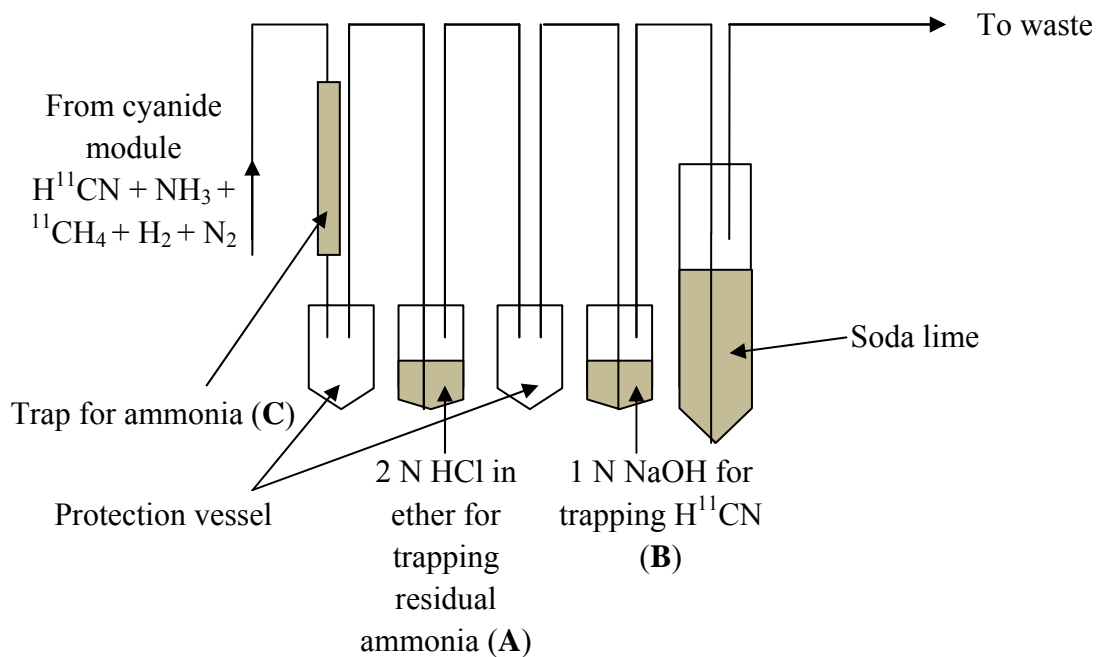 To waste
From cyanide
module
H¹¹CN + NH₃ +
¹¹CH₄ + H₂ + N₂
Soda lime
Trap for ammonia (C)
Protection vessel
2 N HCl in
ether for
trapping
residual
ammonia (A)
1 N NaOH for
trapping H¹¹CN
(B)